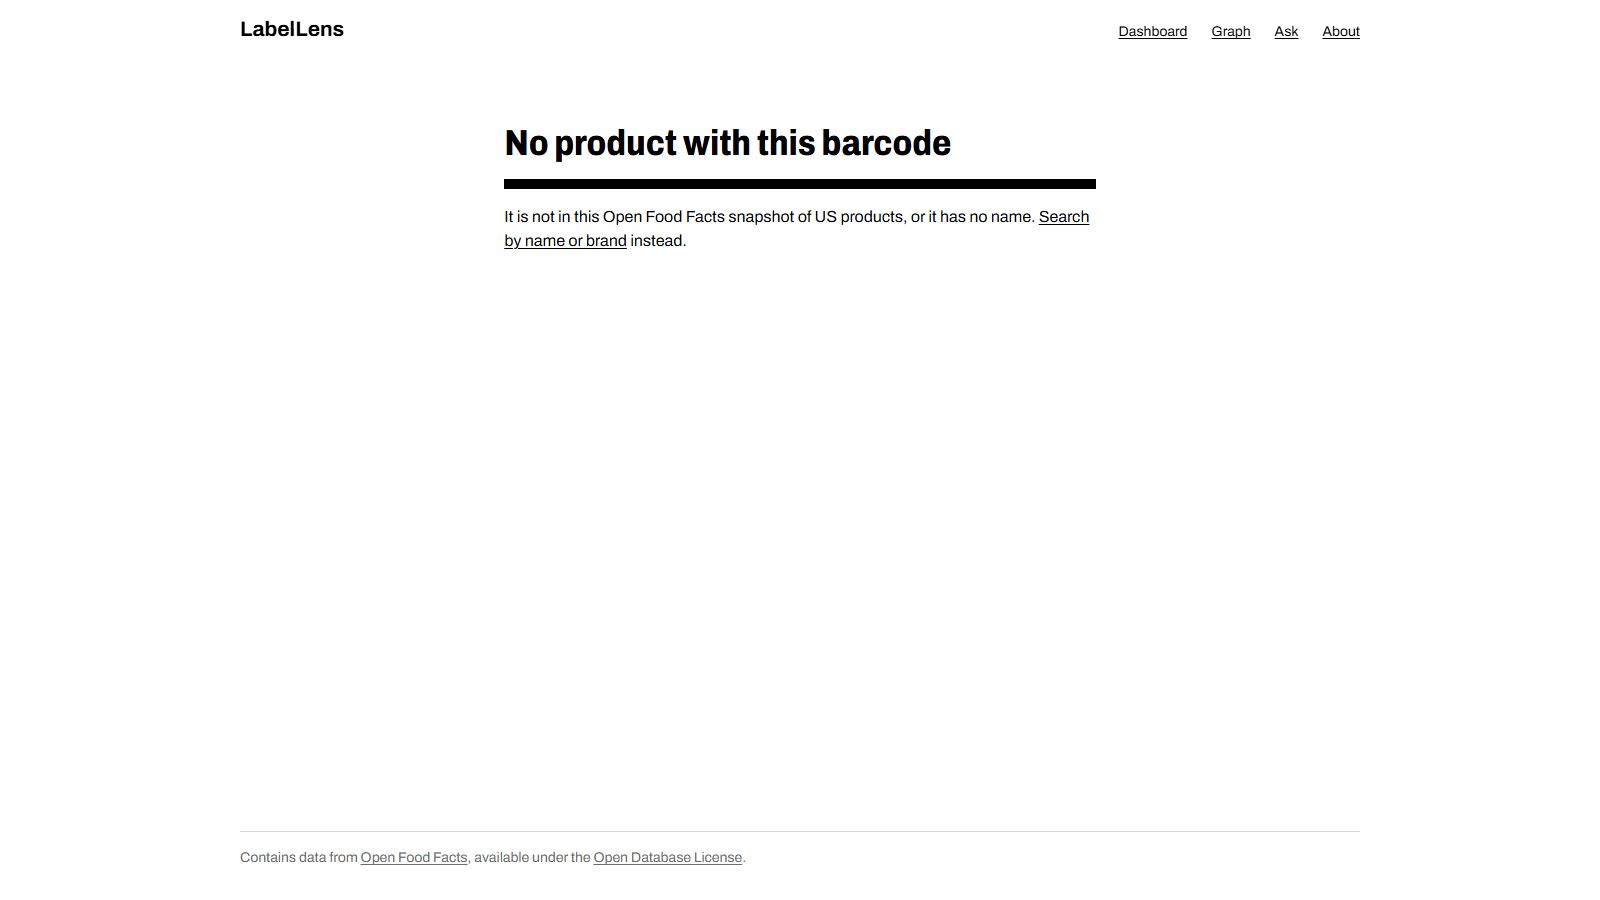 LabelLens
Dashboard Graph Ask About
No product with this barcode
It is not in this Open Food Facts snapshot of US products, or it has no name. Search
by name or brand instead.
Contains data from Open Food Facts, available under the Open Database License.